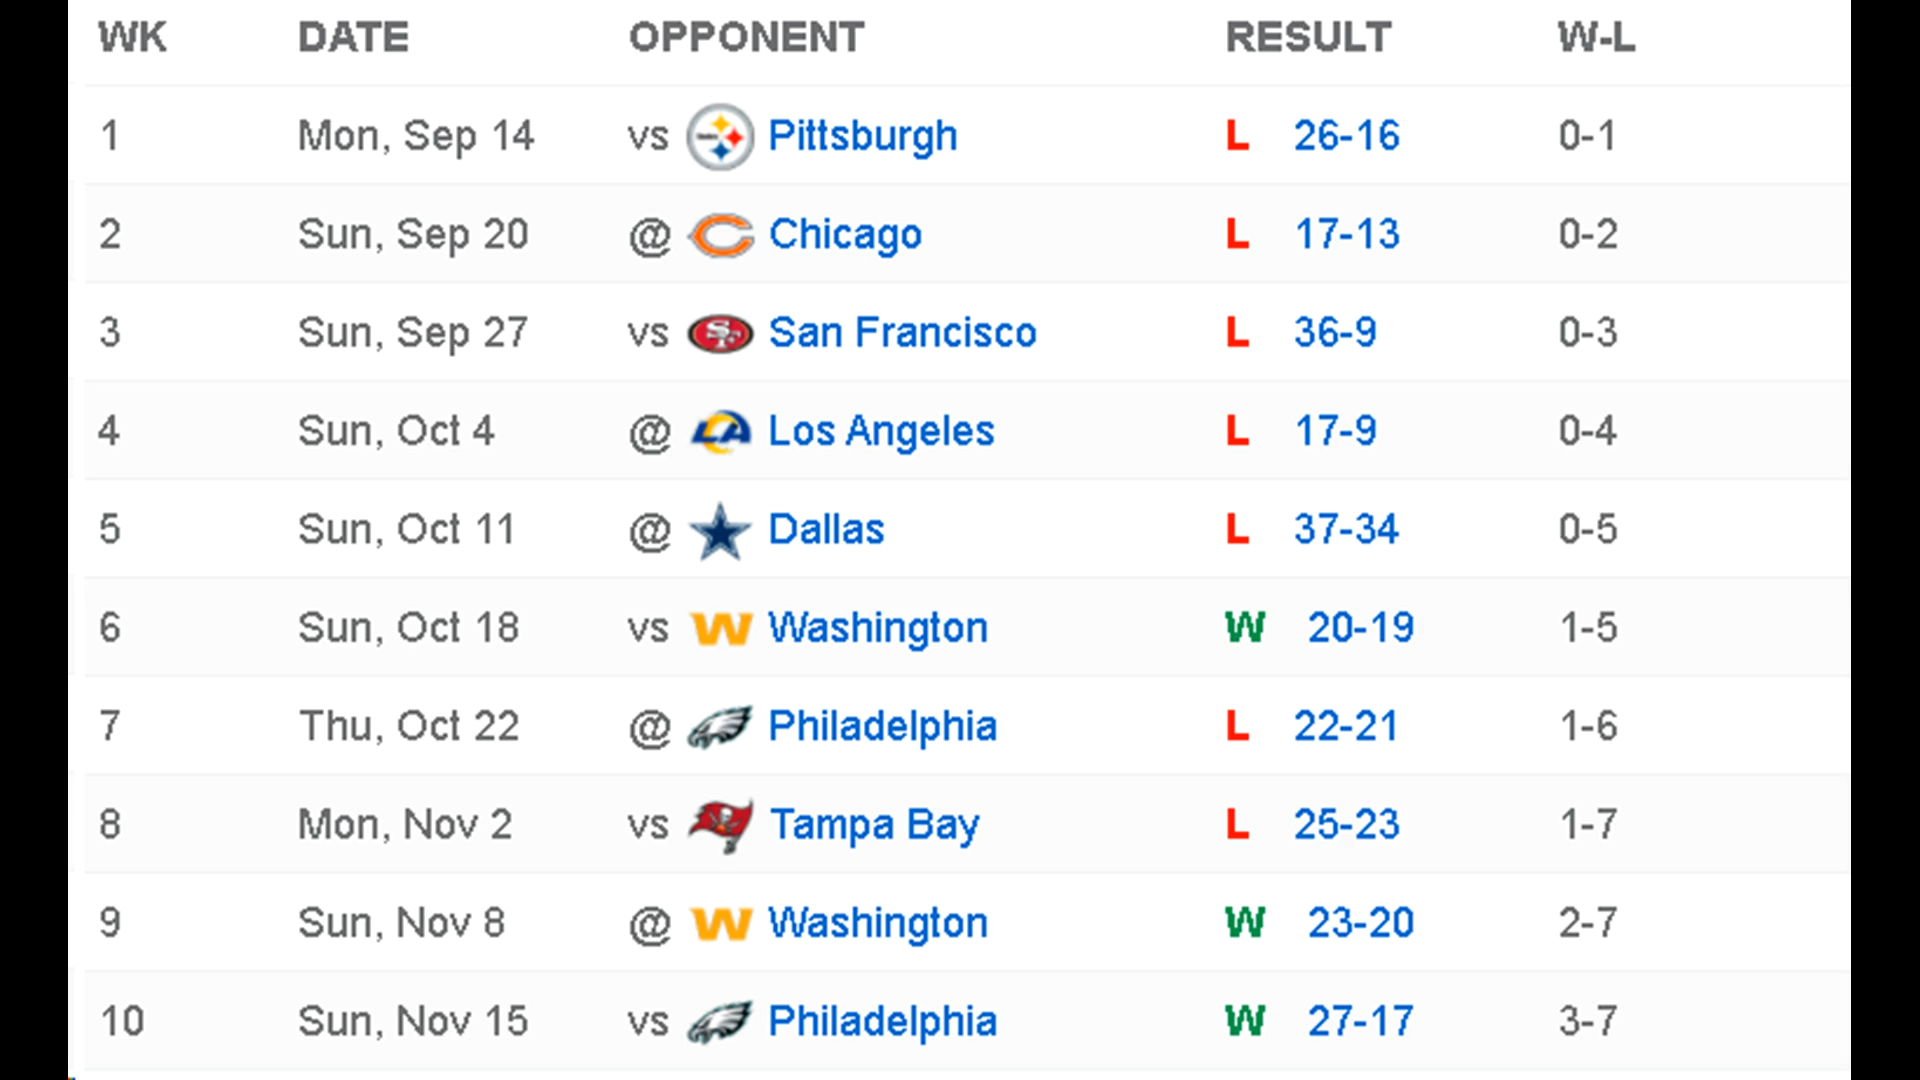 WK DATE OPPONENT RESULT W-L
1 Mon, Sep 14 vs Pittsburgh L 26-16 0-1
2 Sun, Sep 20 @ Chicago L 17-13 0-2
3 Sun, Sep 27 vs SF San Francisco L 36-9 0-3
4 Sun, Oct 4 @ LA Los Angeles L 17-9 0-4
5 Sun, Oct 11 @ Dallas L 37-34 0-5
6 Sun, Oct 18 vs W Washington W 20-19 1-5
7 Thu, Oct 22 @ Philadelphia L 22-21 1-6
8 Mon, Nov 2 vs Tampa Bay L 25-23 1-7
9 Sun, Nov 8 @ W Washington W 23-20 2-7
10 Sun, Nov 15 vs Philadelphia W 27-17 3-7